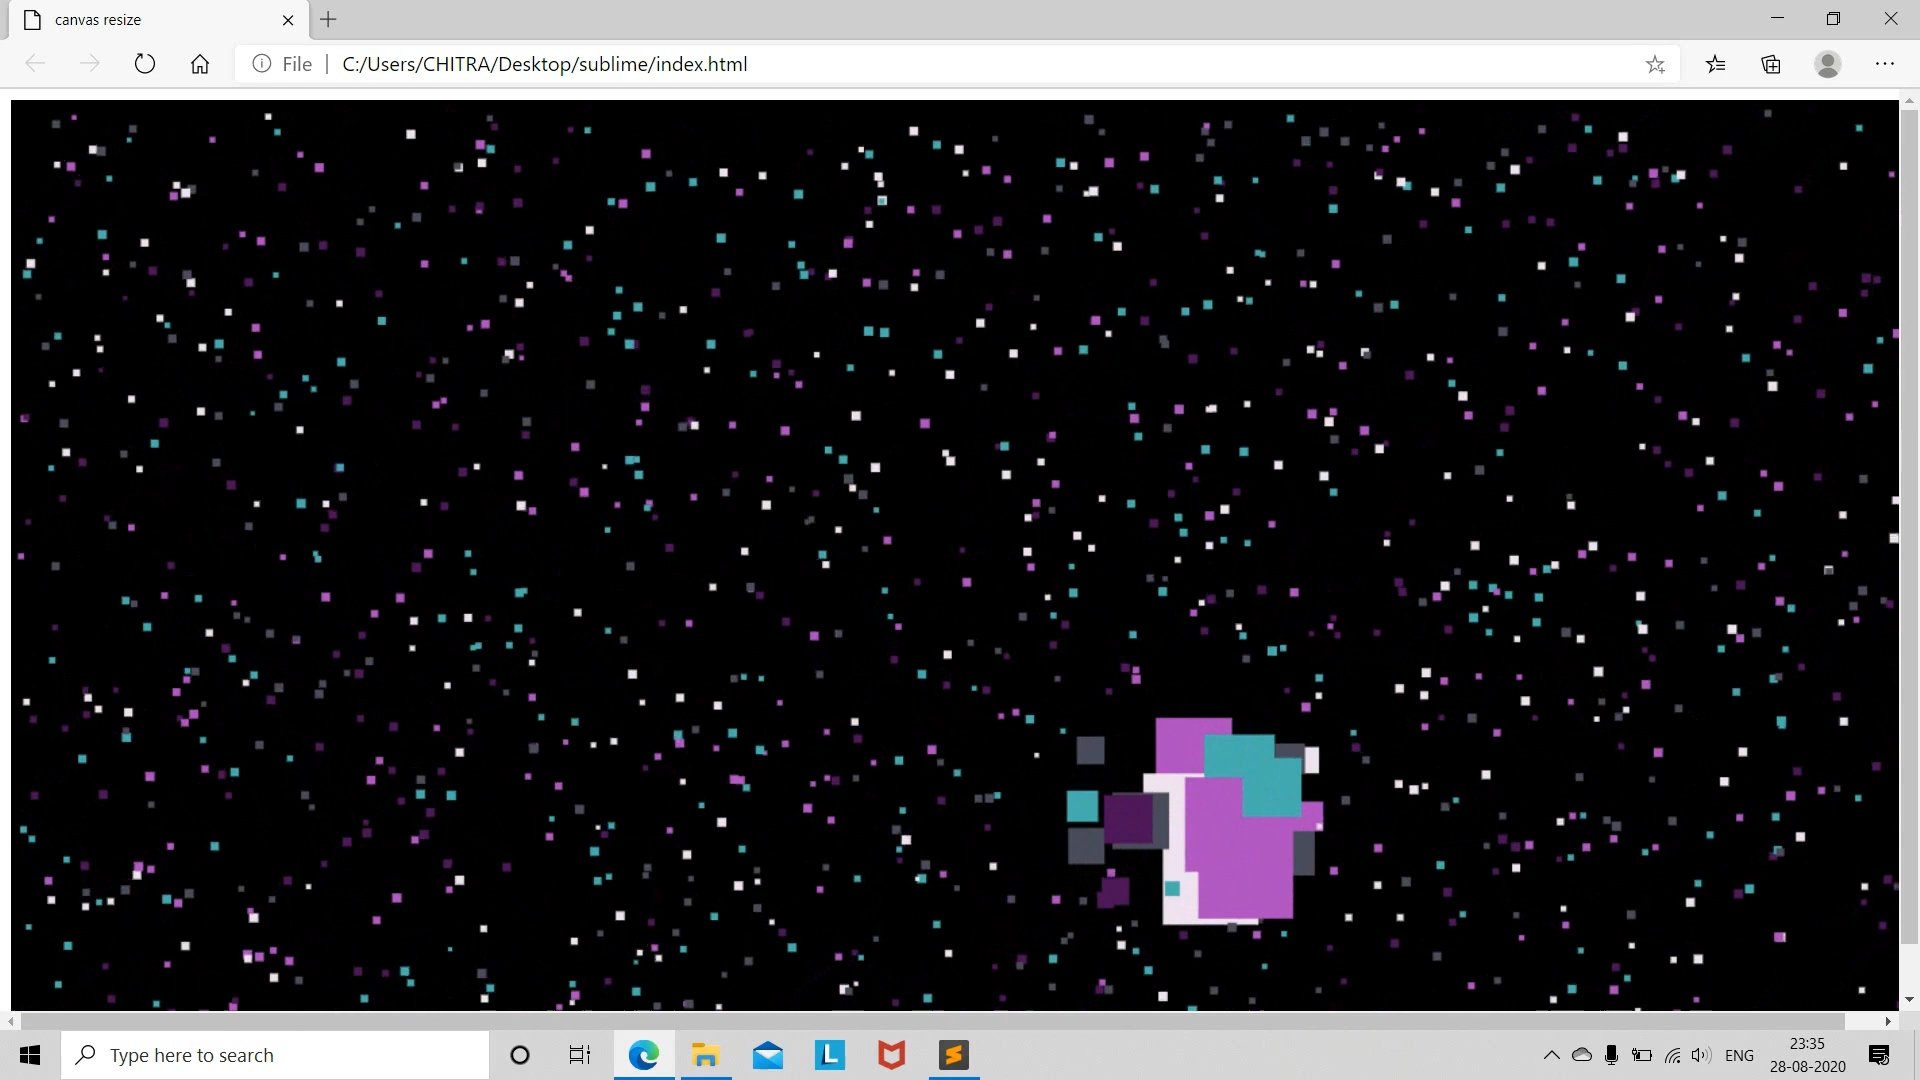 canvas resize
File
C:/Users/CHITRA/Desktop/sublime/index.html
Type here to search
ENG
23:35
28-08-2020